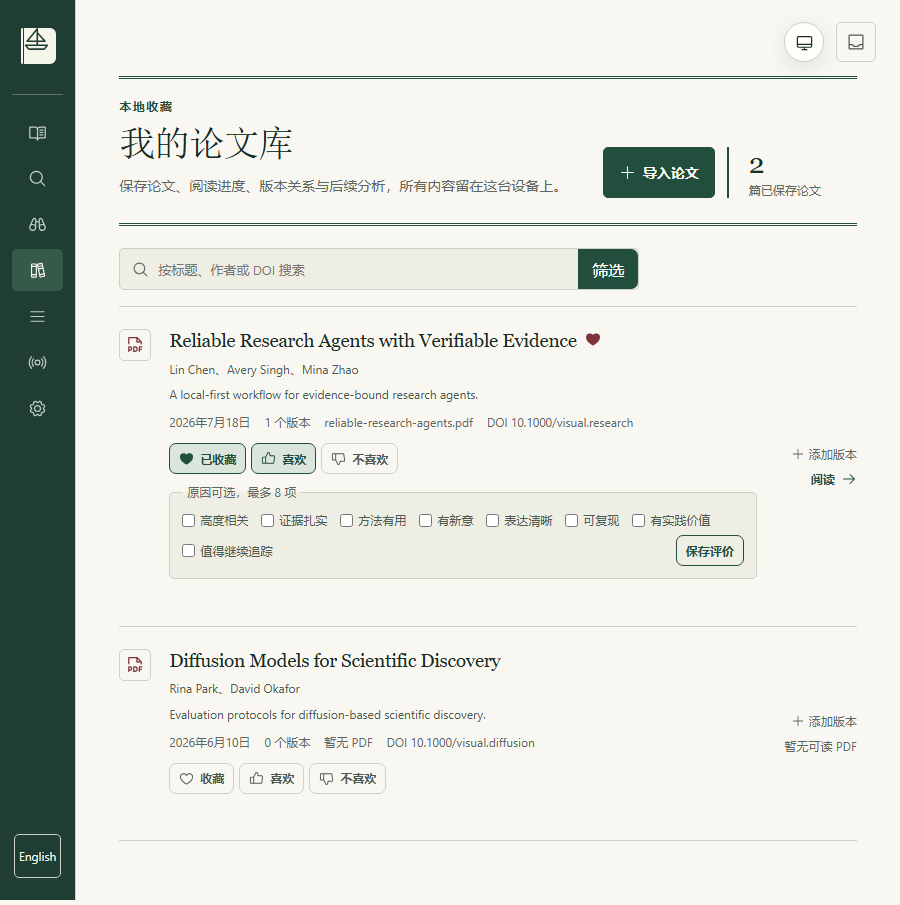 本地收藏
我的论文库
保存论文、阅读进度、版本关系与后续分析，所有内容留在这台设备上。
导入论文
2
篇已保存论文
按标题、作者或 DOI 搜索
筛选
PDF
Reliable Research Agents with Verifiable Evidence
Lin Chen、Avery Singh、Mina Zhao
A local-first workflow for evidence-bound research agents.
2026年7月18日 1 个版本 reliable-research-agents.pdf DOI 10.1000/visual.research
已收藏 喜欢 不喜欢
添加版本
阅读
原因可选，最多 8 项
高度相关 证据扎实 方法有用 有新意 表达清晰 可复现 有实践价值
值得继续追踪
保存评价
PDF
Diffusion Models for Scientific Discovery
Rina Park、David Okafor
Evaluation protocols for diffusion-based scientific discovery.
2026年6月10日 0 个版本 暂无 PDF DOI 10.1000/visual.diffusion
收藏 喜欢 不喜欢
添加版本
暂无可读 PDF
English